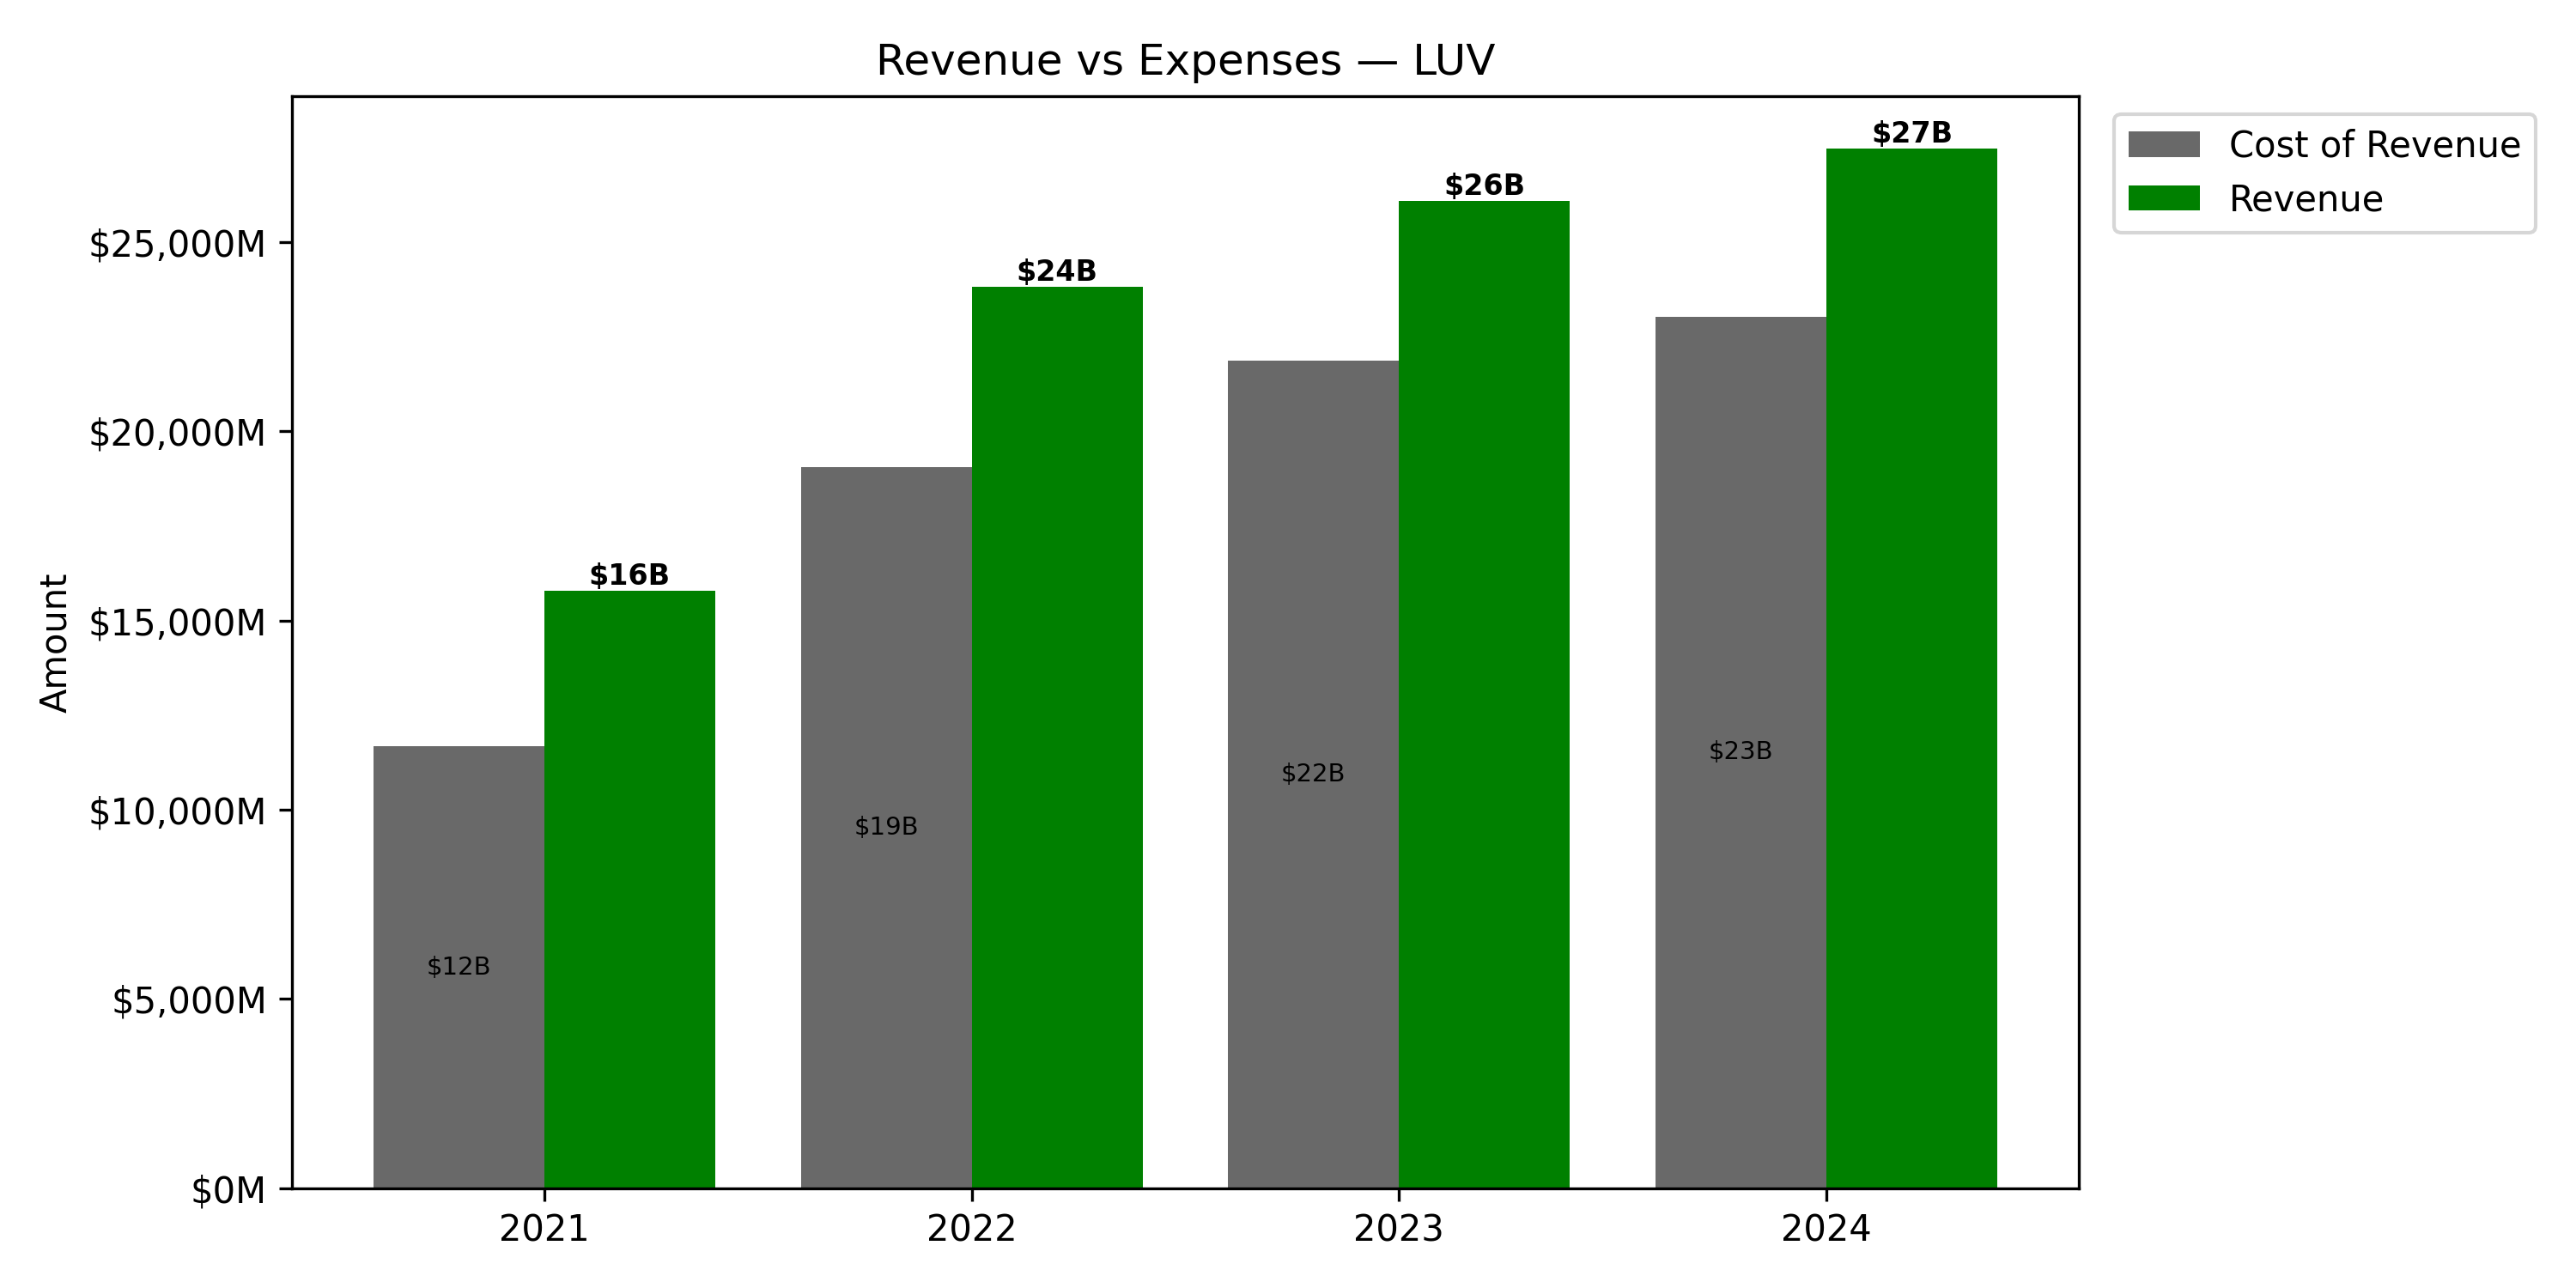 Revenue vs Expenses — LUV
Cost of Revenue
Revenue
Amount
$25,000M
$20,000M
$15,000M
$10,000M
$5,000M
$0M
$12B
$16B
$19B
$24B
$22B
$26B
$23B
$27B
2021
2022
2023
2024